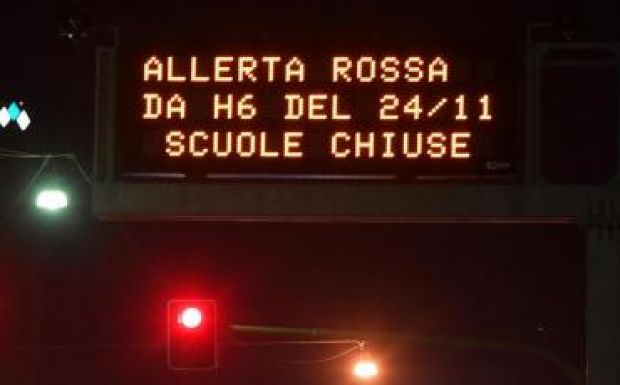 ALLERTA ROSSA
DA H6 DEL 24/11
SCUOLE CHIUSE